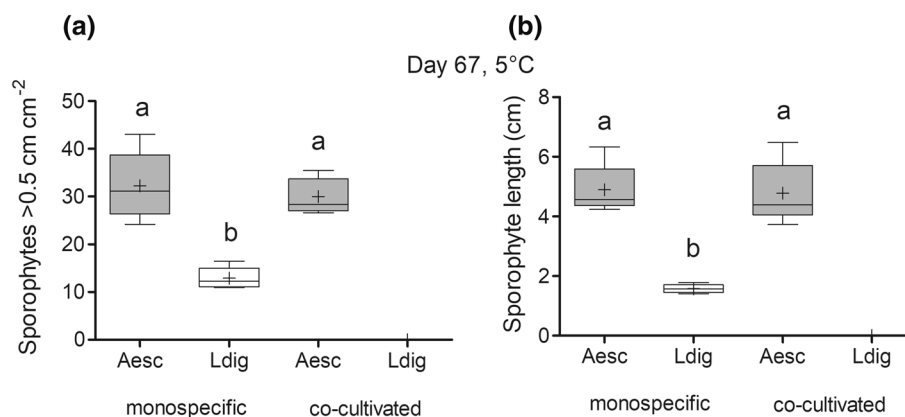 (a)
(b)
Day 67, 5°C
Sporophytes >0.5 cm cm⁻²
50
40
30
20
10
0
a
b
a
Aesc Ldig Aesc Ldig
monospecific co-cultivated
Sporophyte length (cm)
8
6
4
2
0
a
b
a
Aesc Ldig Aesc Ldig
monospecific co-cultivated